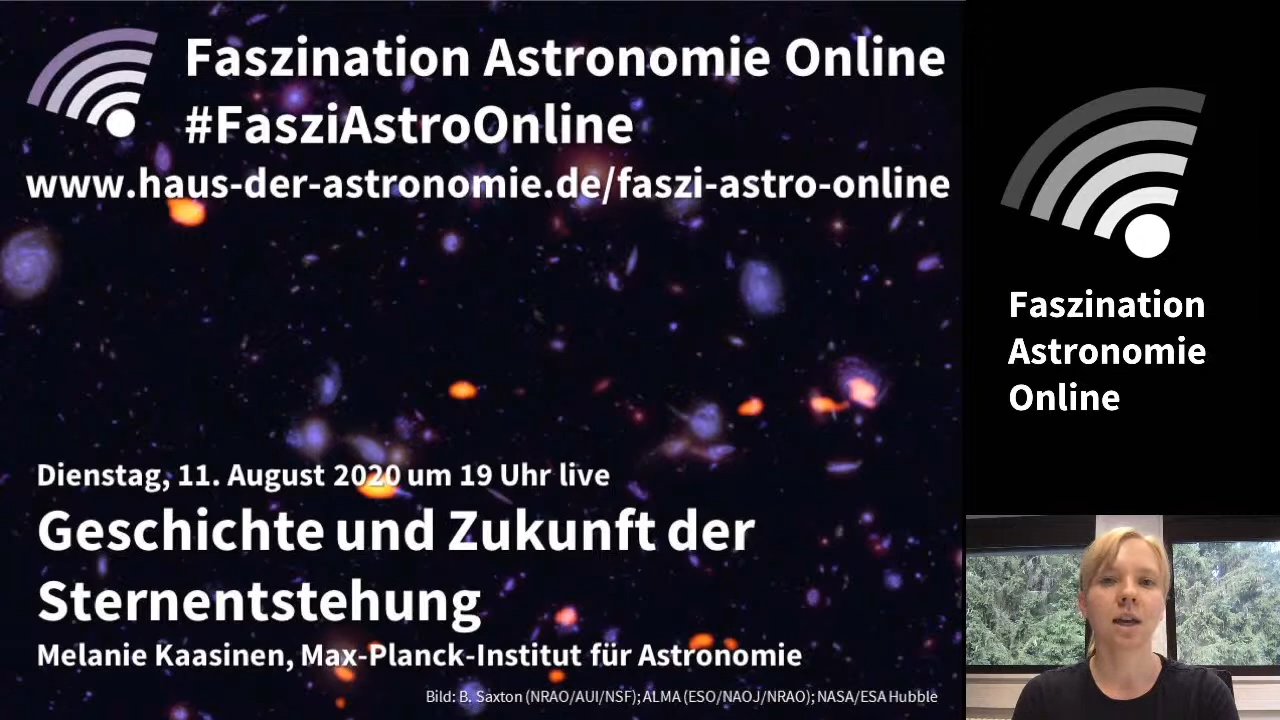 Faszination Astronomie Online
#FasziAstroOnline
www.haus-der-astronomie.de/faszi-astro-online
Dienstag, 11. August 2020 um 19 Uhr live
Geschichte und Zukunft der
Sternentstehung
Melanie Kaasinen, Max-Planck-Institut für Astronomie
Bild: B. Saxton (NRAO/AUI/NSF); ALMA (ESO/NAOJ/NRAO); NASA/ESA Hubble
Faszination
Astronomie
Online